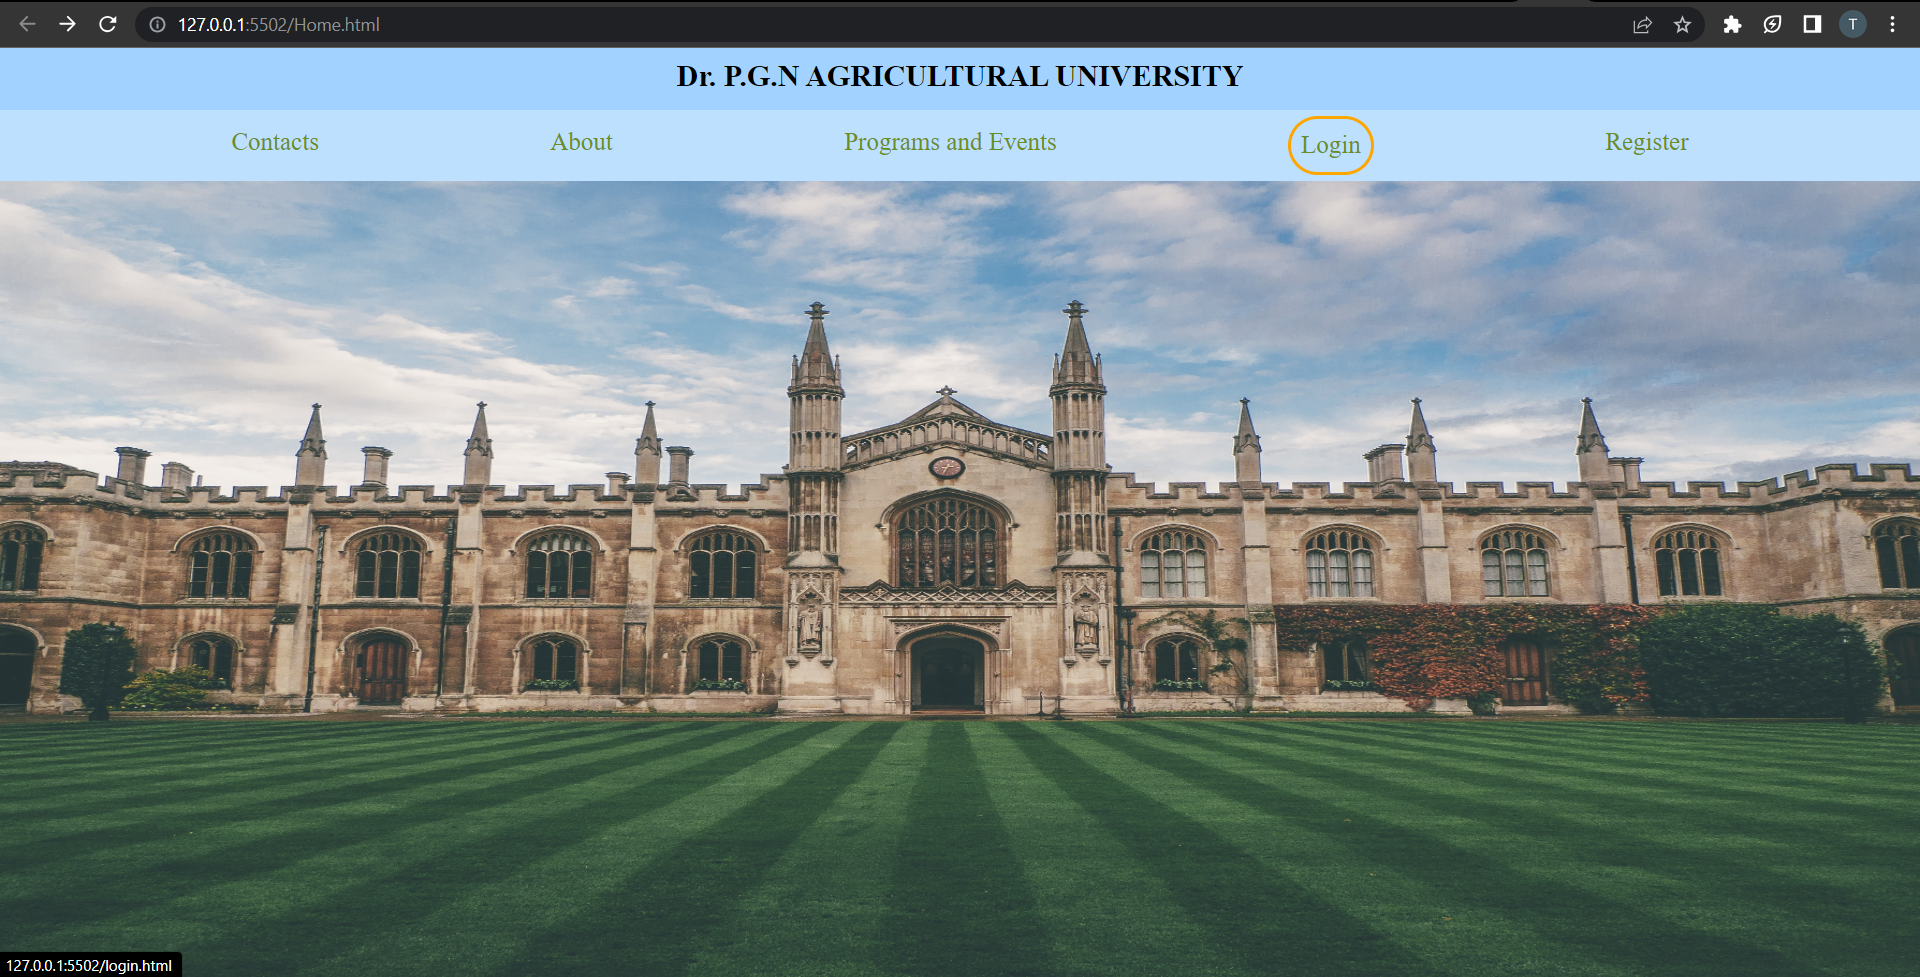 127.0.0.1:5502/Home.html
T
Dr. P.G.N AGRICULTURAL UNIVERSITY
Contacts About Programs and Events Login Register
127.0.0.1:5502/login.html